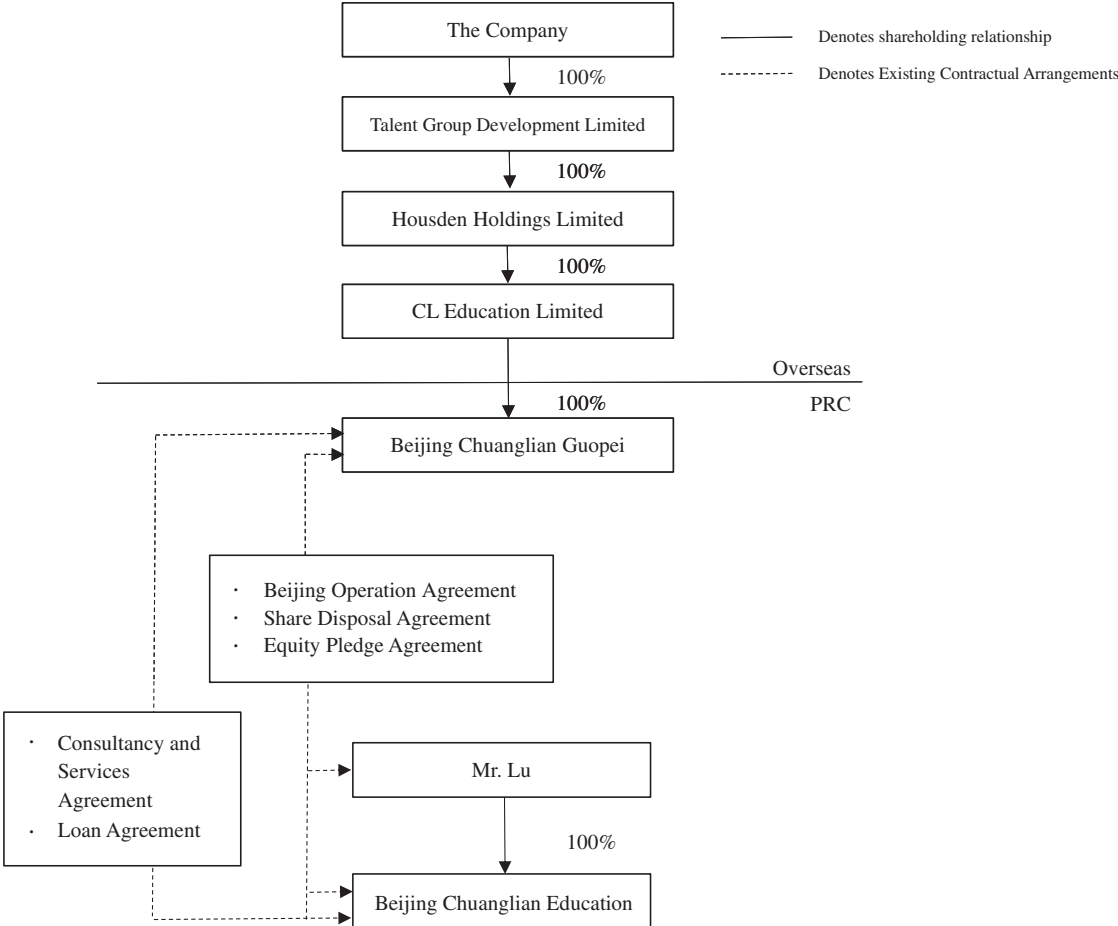 The Company
Denotes shareholding relationship
100%
Denotes Existing Contractual Arrangements
Talent Group Development Limited
100%
Housden Holdings Limited
100%
CL Education Limited
Overseas
100%
PRC
Beijing Chuanglian Guopei
· Beijing Operation Agreement
· Share Disposal Agreement
· Equity Pledge Agreement
· Consultancy and
Services
Agreement
· Loan Agreement
Mr. Lu
100%
Beijing Chuanglian Education